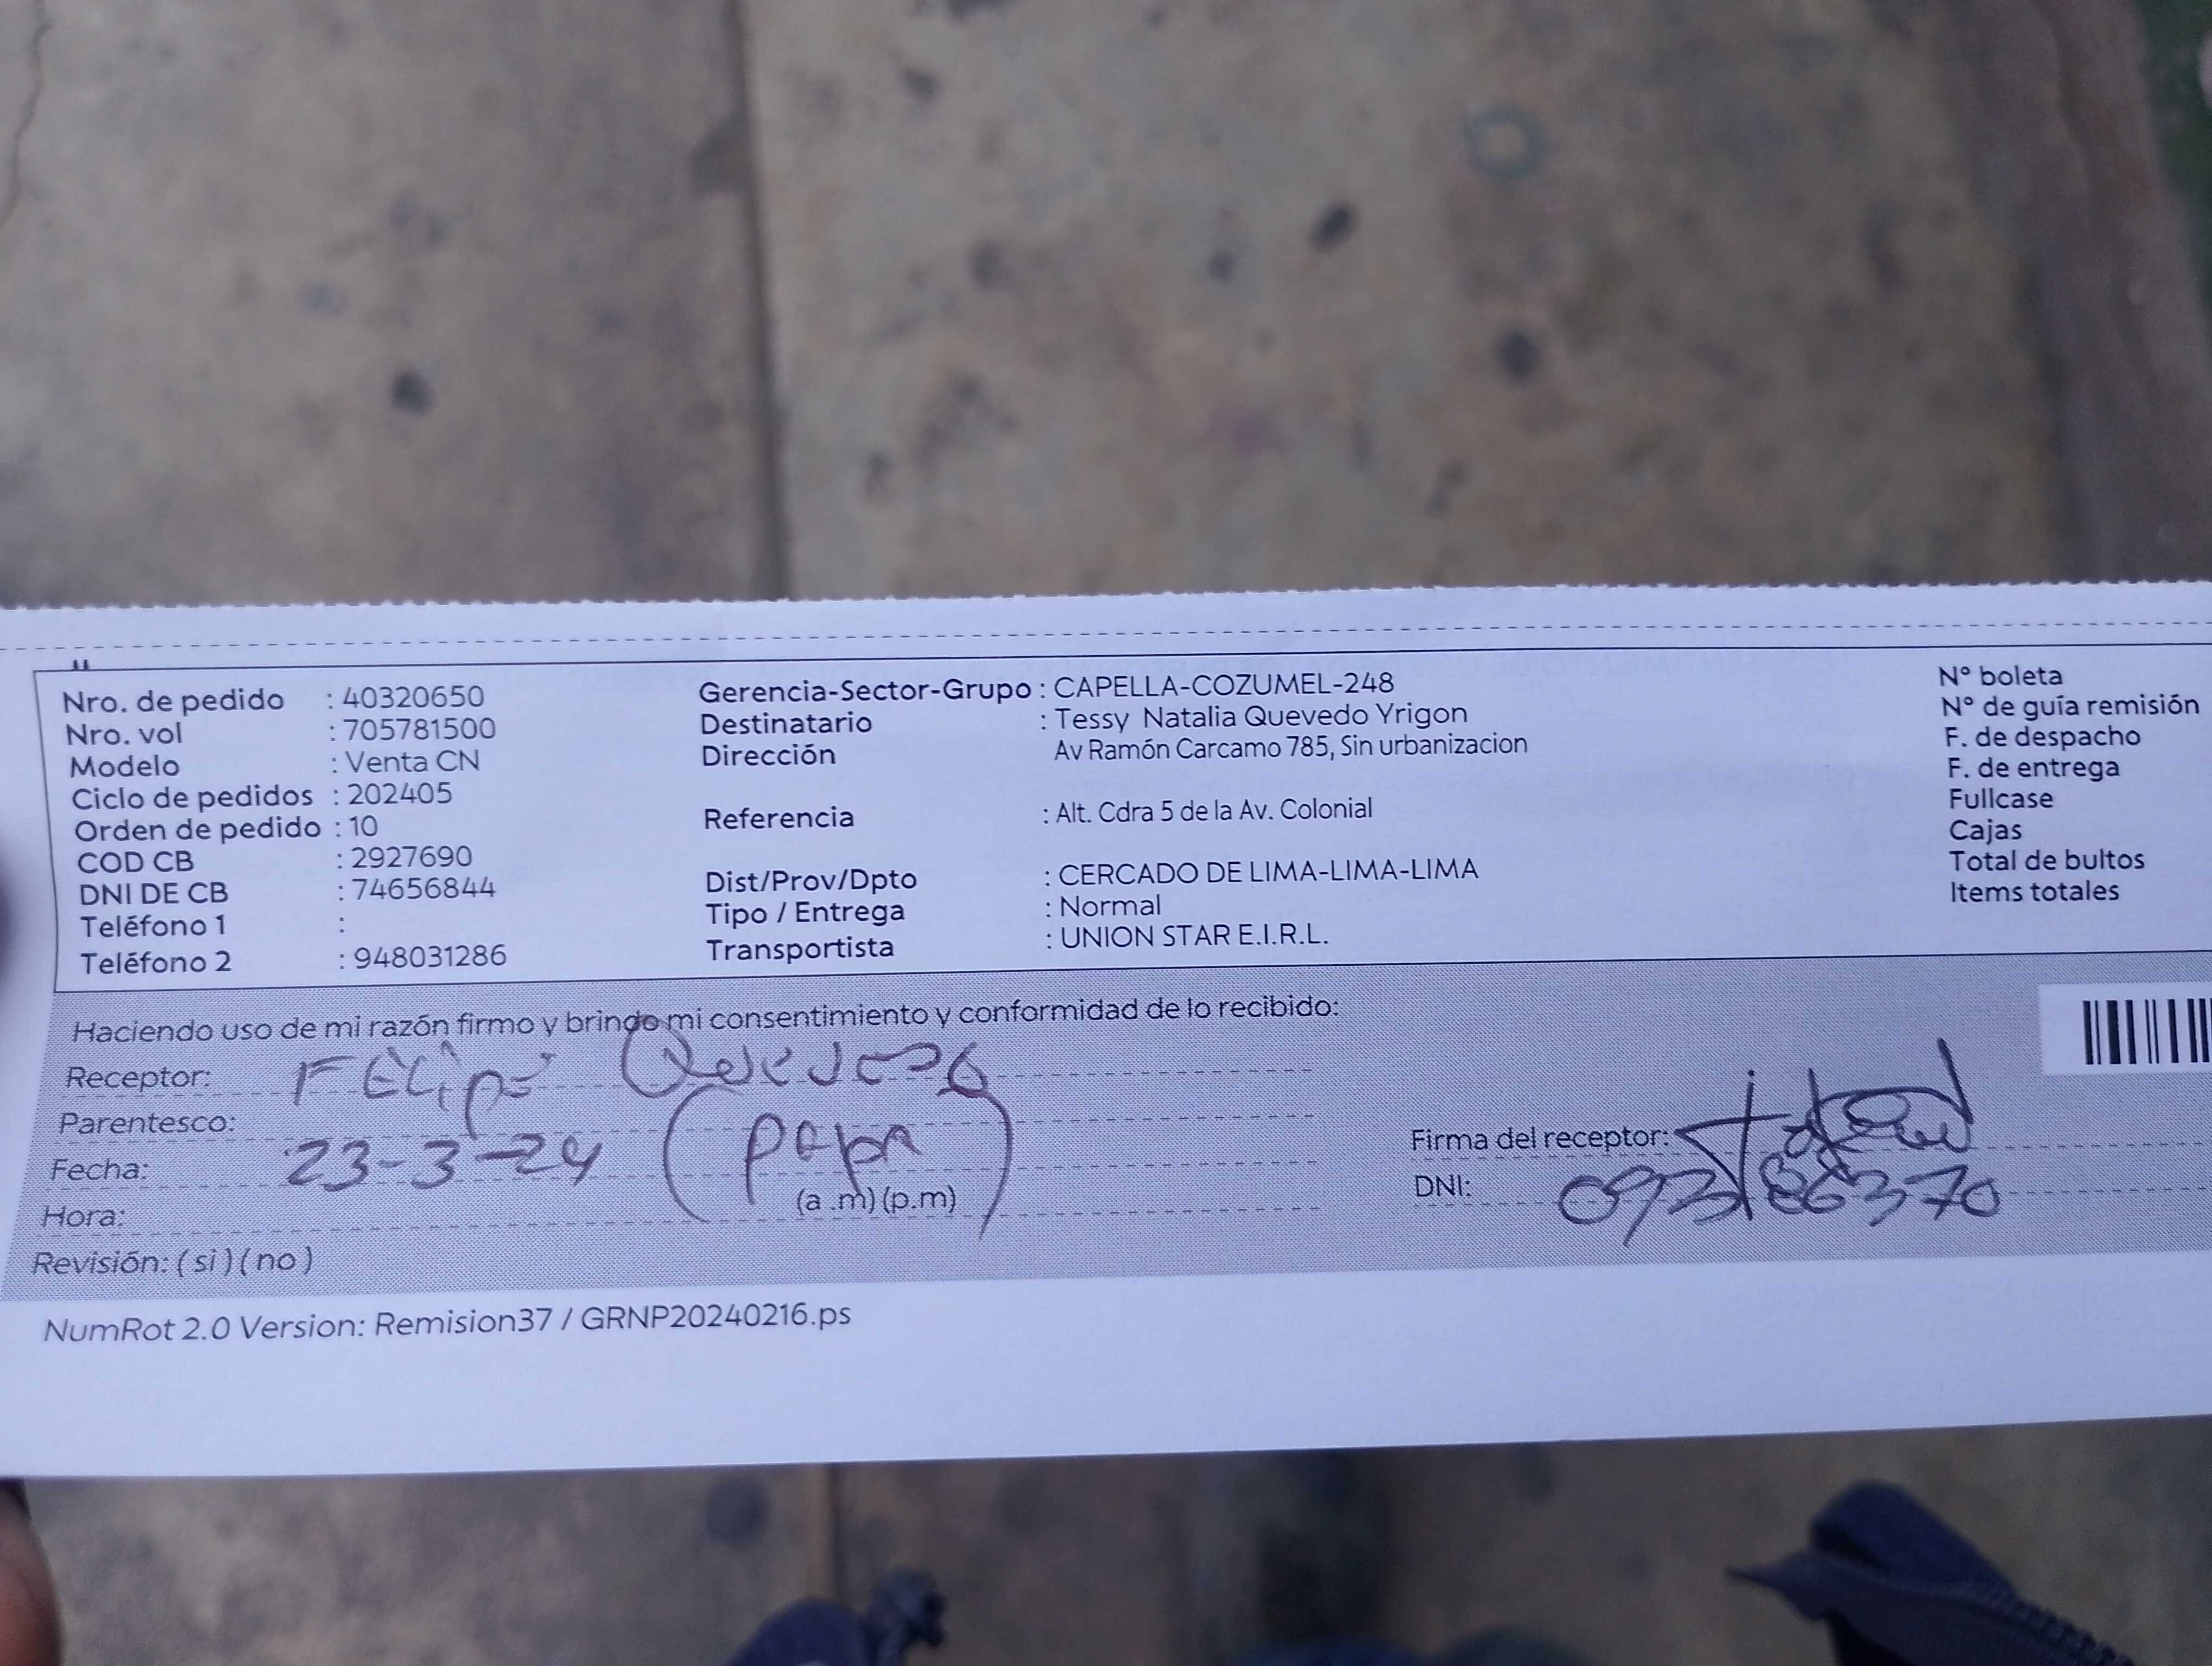 Nro. de pedido : 40320650
Nro. vol : 705781500
Modelo : Venta CN
Ciclo de pedidos : 202405
Orden de pedido : 10
COD CB : 2927690
DNI DE CB : 74656844
Teléfono 1 :
Teléfono 2 : 948031286
Gerencia-Sector-Grupo : CAPELLA-COZUMEL-248
Destinatario : Tessy Natalia Quevedo Yrigon
Dirección Av Ramón Carcamo 785, Sin urbanizacion
Referencia : Alt. Cdra 5 de la Av. Colonial
Dist/Prov/Dpto : CERCADO DE LIMA-LIMA-LIMA
Tipo / Entrega : Normal
Transportista : UNION STAR E.I.R.L.
N° boleta
N° de guía remisión
F. de despacho
F. de entrega
Fullcase
Cajas
Total de bultos
Items totales
Haciendo uso de mi razón firmo y brindo mi consentimiento y conformidad de lo recibido:
Receptor: Felipe Quevedo
Parentesco: (papa)
Fecha: 23-3-24
Hora: (a .m) (p.m)
Revisión: ( si ) ( no )
Firma del receptor:
DNI:
NumRot 2.0 Version: Remision37 / GRNP20240216.ps